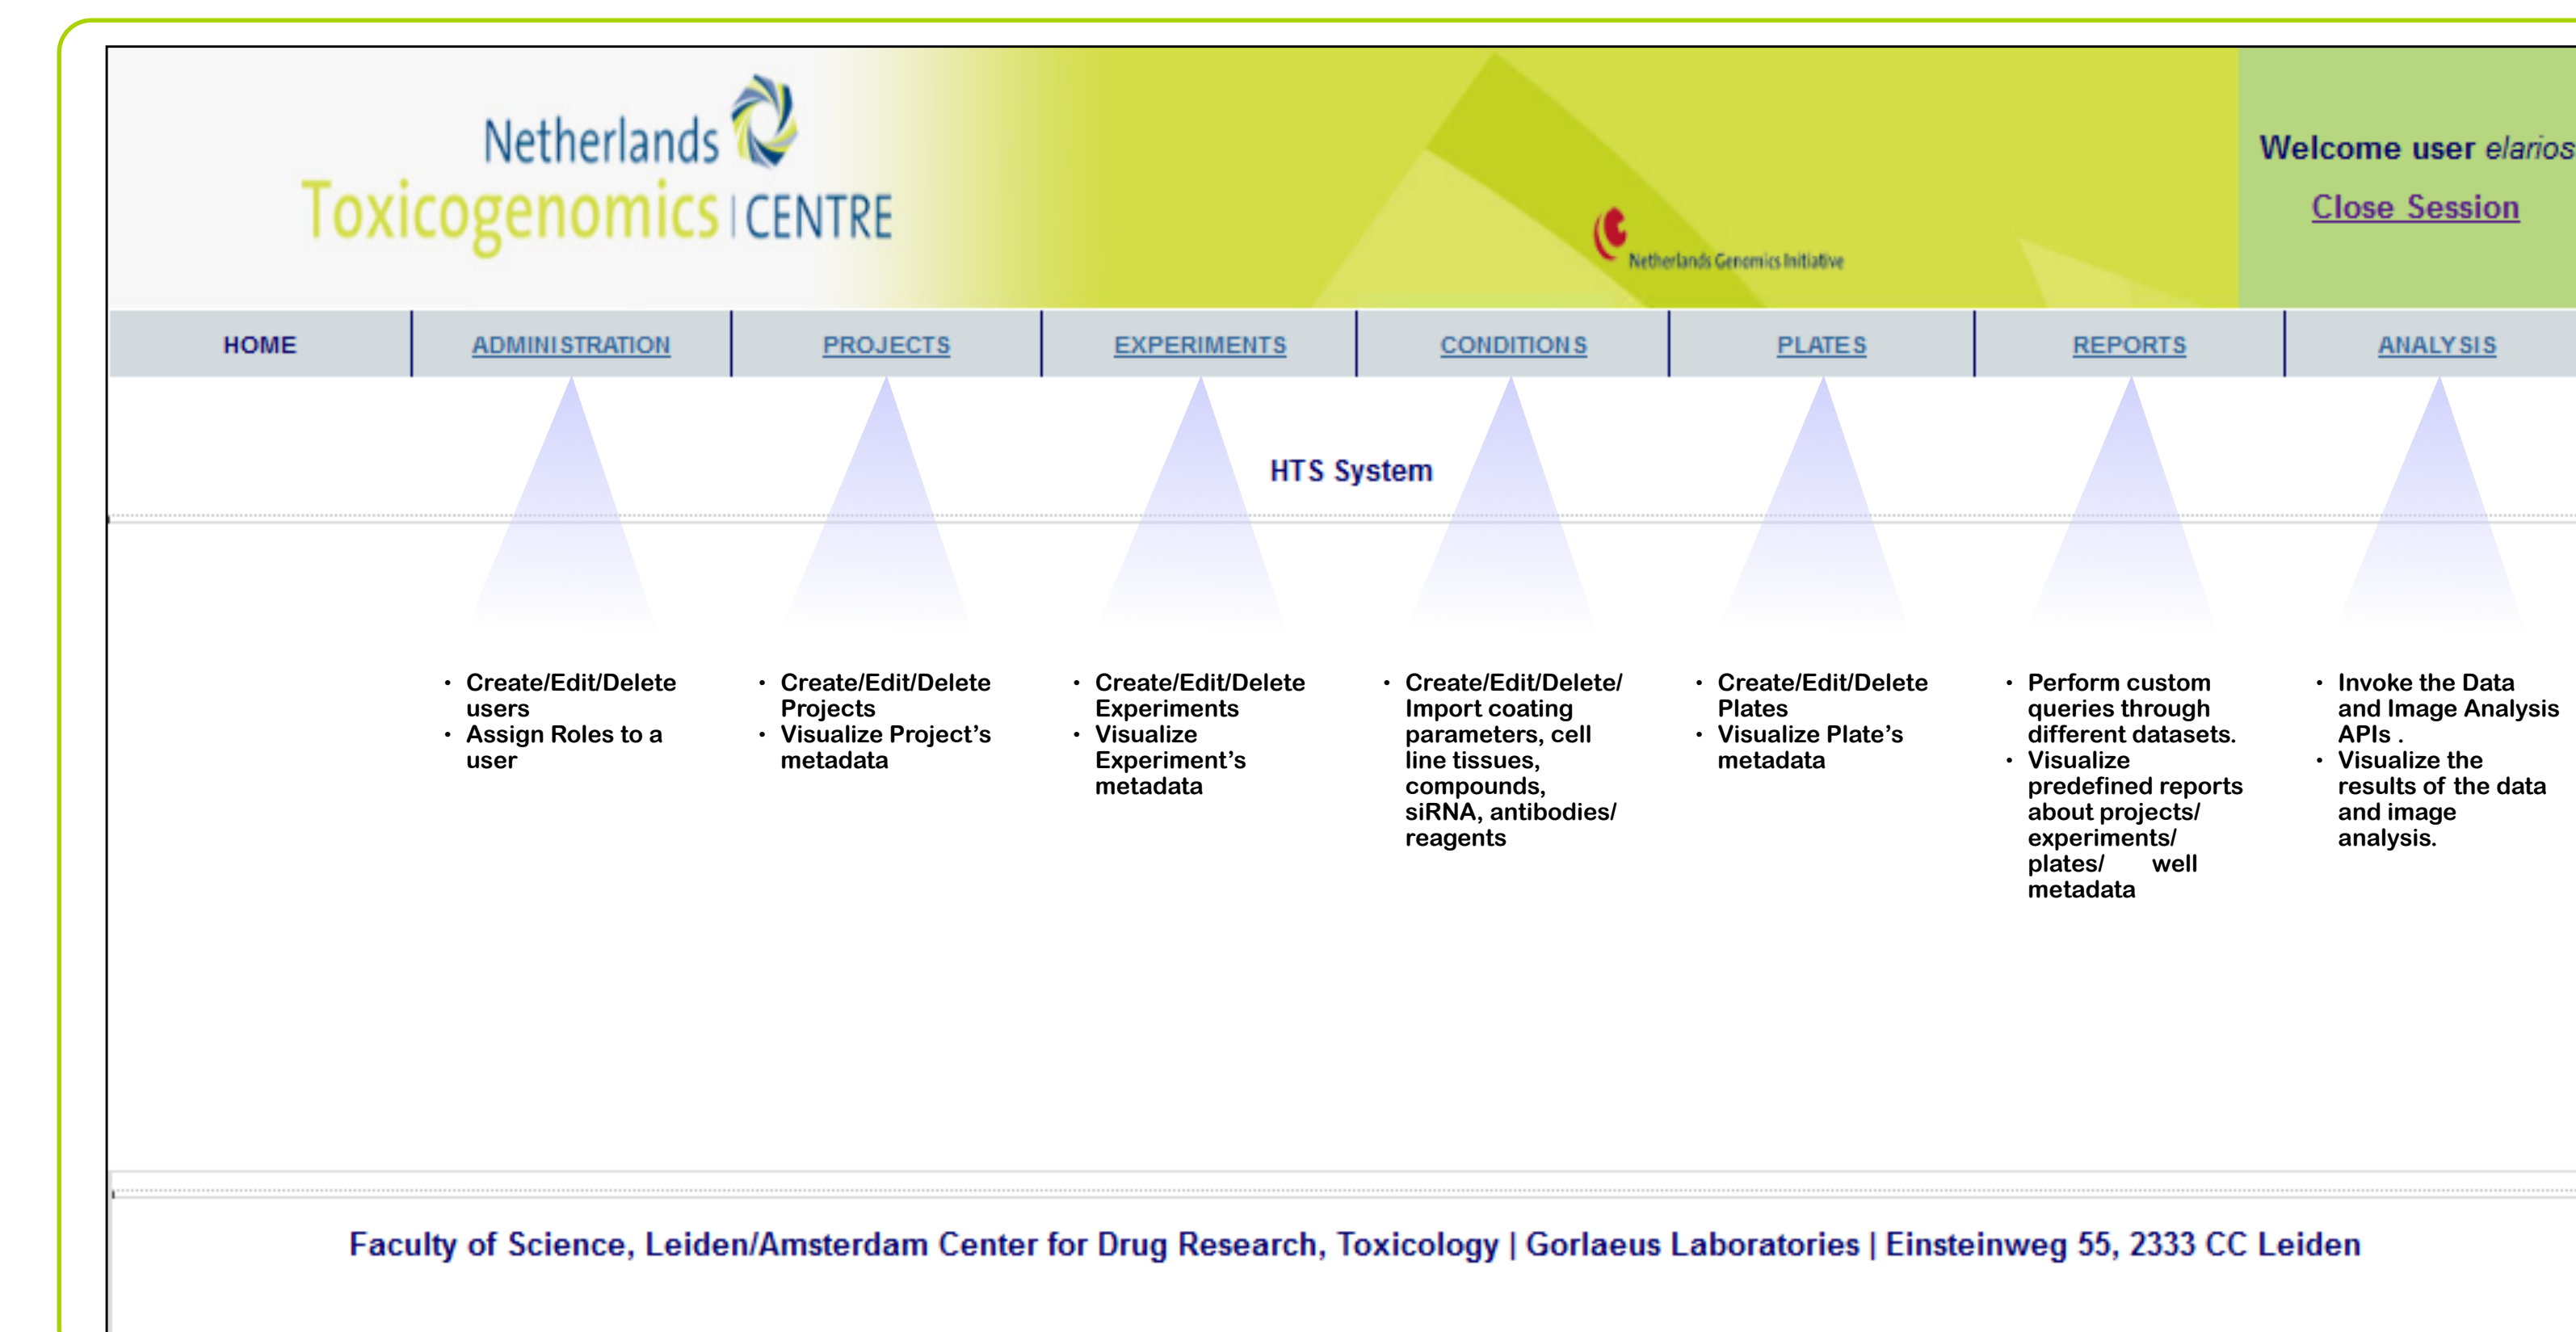 Netherlands
Toxicogenomics | CENTRE
Netherlands Genomics Initiative
Welcome user elarios
Close Session
HOME
ADMINISTRATION
PROJECTS
EXPERIMENTS
CONDITIONS
PLATES
REPORTS
ANALYSIS
HTS System
• Create/Edit/Delete
users
• Assign Roles to a
user
• Create/Edit/Delete
Projects
• Visualize Project’s
metadata
• Create/Edit/Delete
Experiments
• Visualize
Experiment’s
metadata
• Create/Edit/Delete/
Import coating
parameters, cell
line tissues,
compounds,
siRNA, antibodies/
reagents
• Create/Edit/Delete
Plates
• Visualize Plate’s
metadata
• Perform custom
queries through
different datasets.
• Visualize
predefined reports
about projects/
experiments/
plates/ well
metadata
• Invoke the Data
and Image Analysis
APIs .
• Visualize the
results of the data
and image
analysis.
Faculty of Science, Leiden/Amsterdam Center for Drug Research, Toxicology | Gorlaeus Laboratories | Einsteinweg 55, 2333 CC Leiden